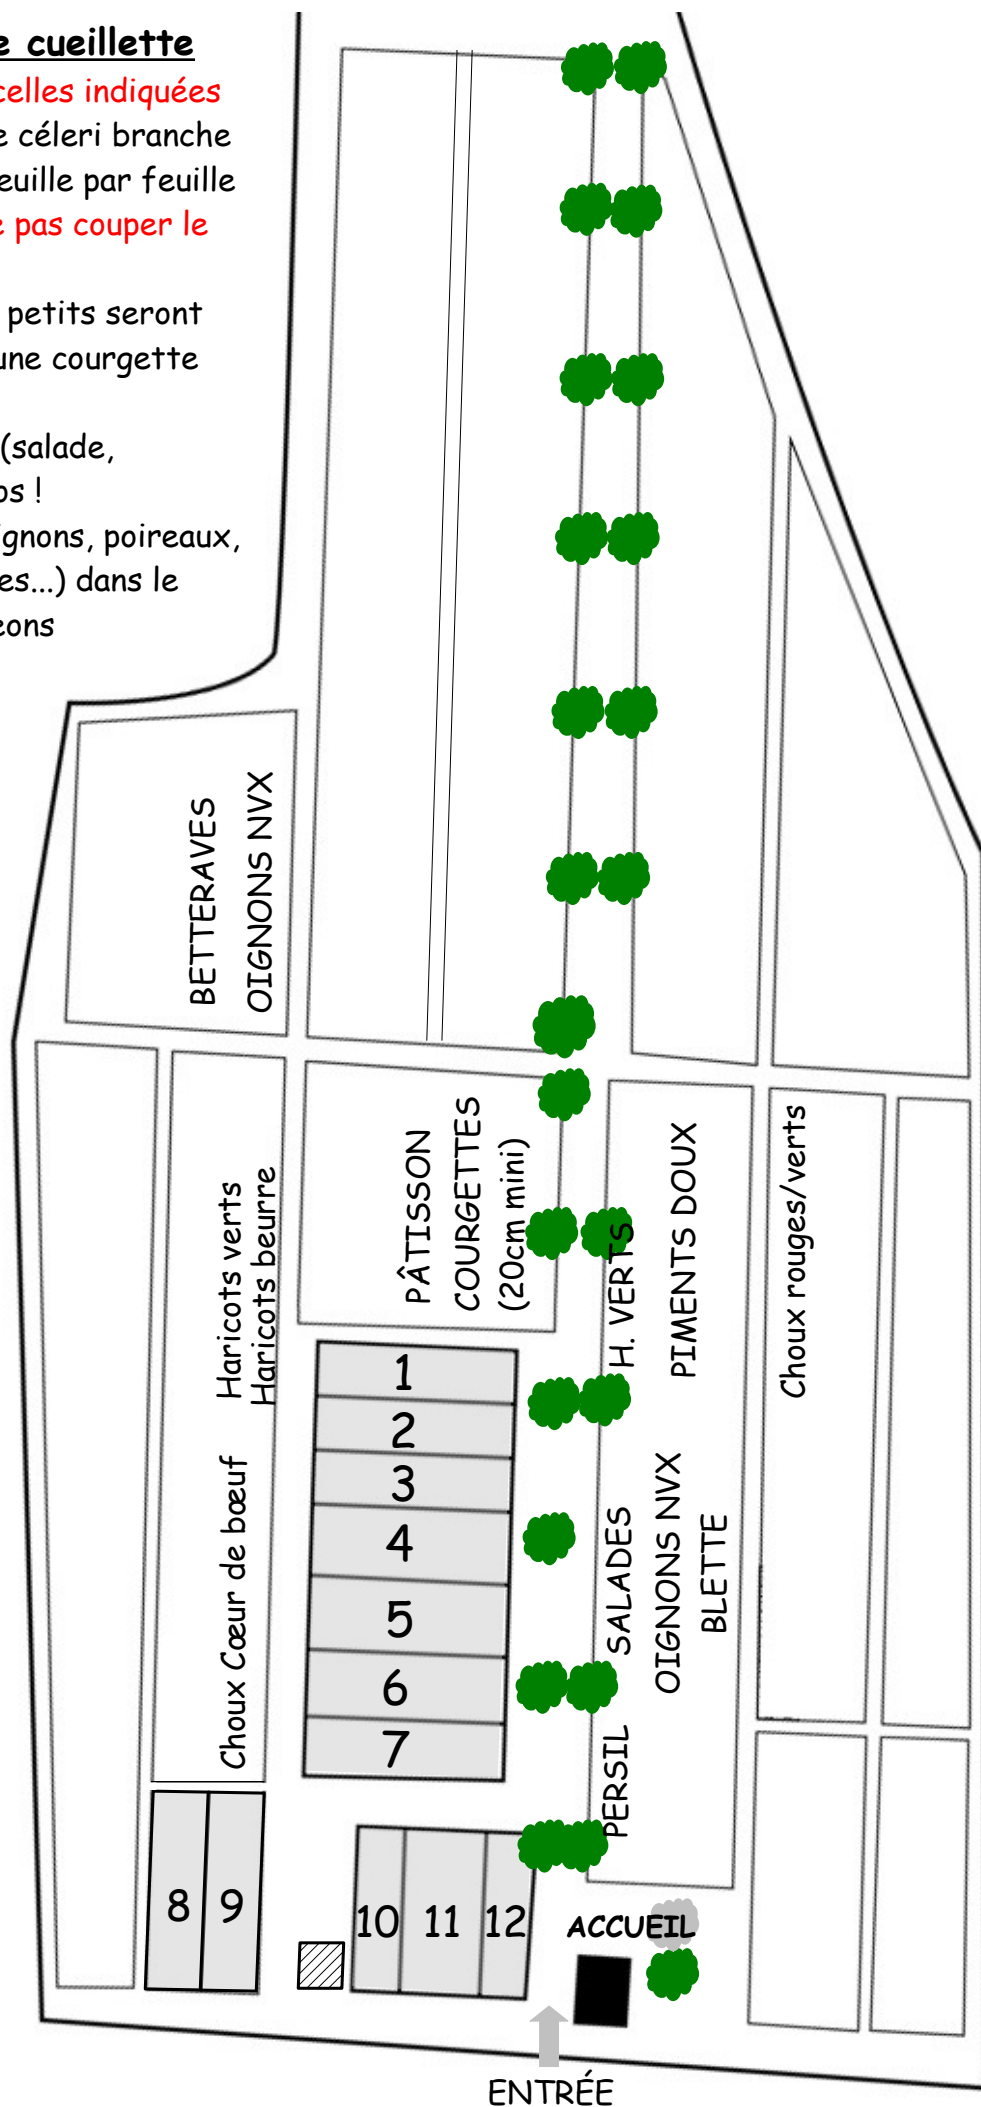 e cueillette
celles indiquées
e céleri branche
euille par feuille
e pas couper le
petits seront
une courgette
(salade,
os !
ignons, poireaux,
es...) dans le
eons
BETTERAVES
OIGNONS NVX
PÂTISSON
COURGETTES
(20cm mini)
Haricots verts
Haricots beurre
Choux Cœur de bœuf
H. VERTS
PIMENTS DOUX
Choux rouges/verts
SALADES
OIGNONS NVX
BLETTE
PERSIL
1
2
3
4
5
6
7
8
9
10
11
12
ACCUEIL
ENTRÉE